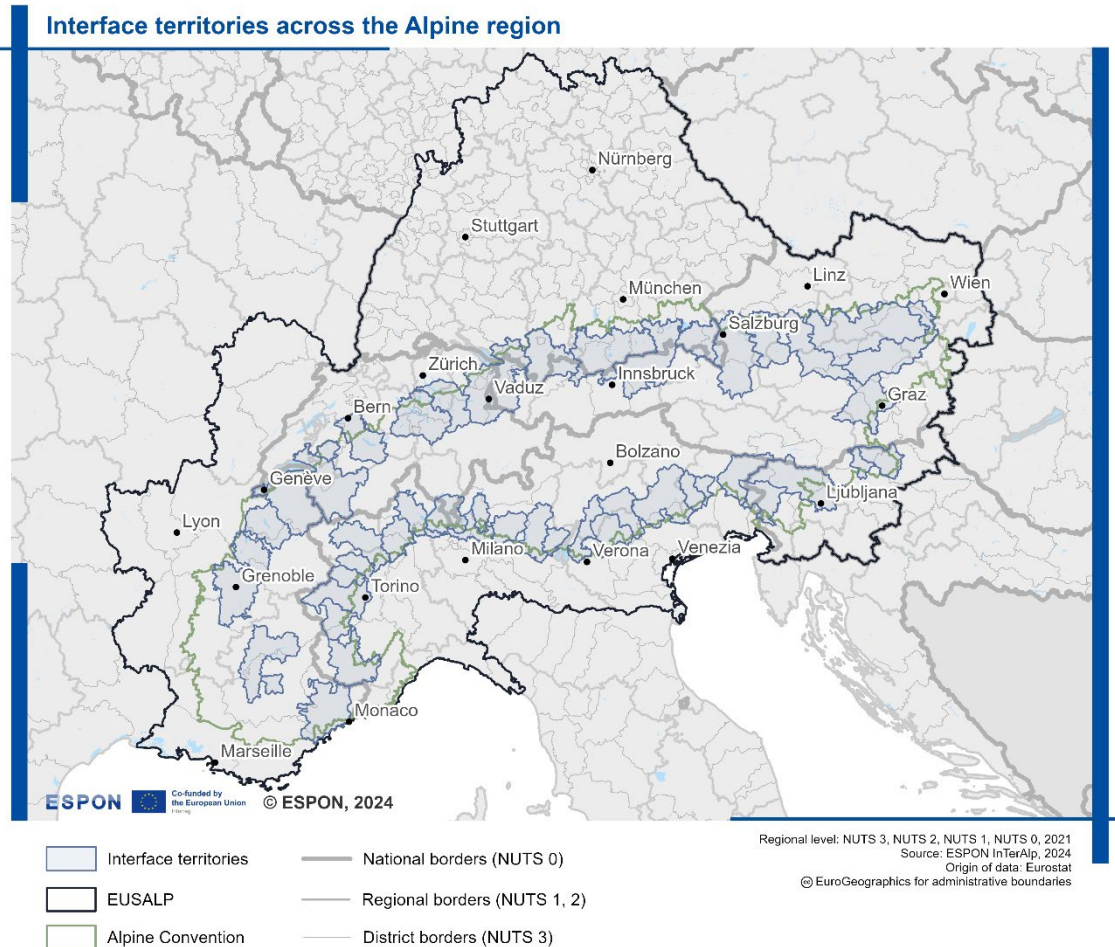 Interface territories across the Alpine region
Nürnberg
Stuttgart
München
Linz
Wien
Salzburg
Zürich
Vaduz
Innsbruck
Bern
Graz
Bolzano
Genève
Ljubljana
Lyon
Milano
Verona
Venezia
Grenoble
Torino
Monaco
Marseille
ESPON
Co-funded by
the European Union
Interreg
© ESPON, 2024
Regional level: NUTS 3, NUTS 2, NUTS 1, NUTS 0, 2021
Source: ESPON InTerAlp, 2024
Origin of data: Eurostat
㏄ EuroGeographics for administrative boundaries
Interface territories
National borders (NUTS 0)
EUSALP
Regional borders (NUTS 1, 2)
Alpine Convention
District borders (NUTS 3)